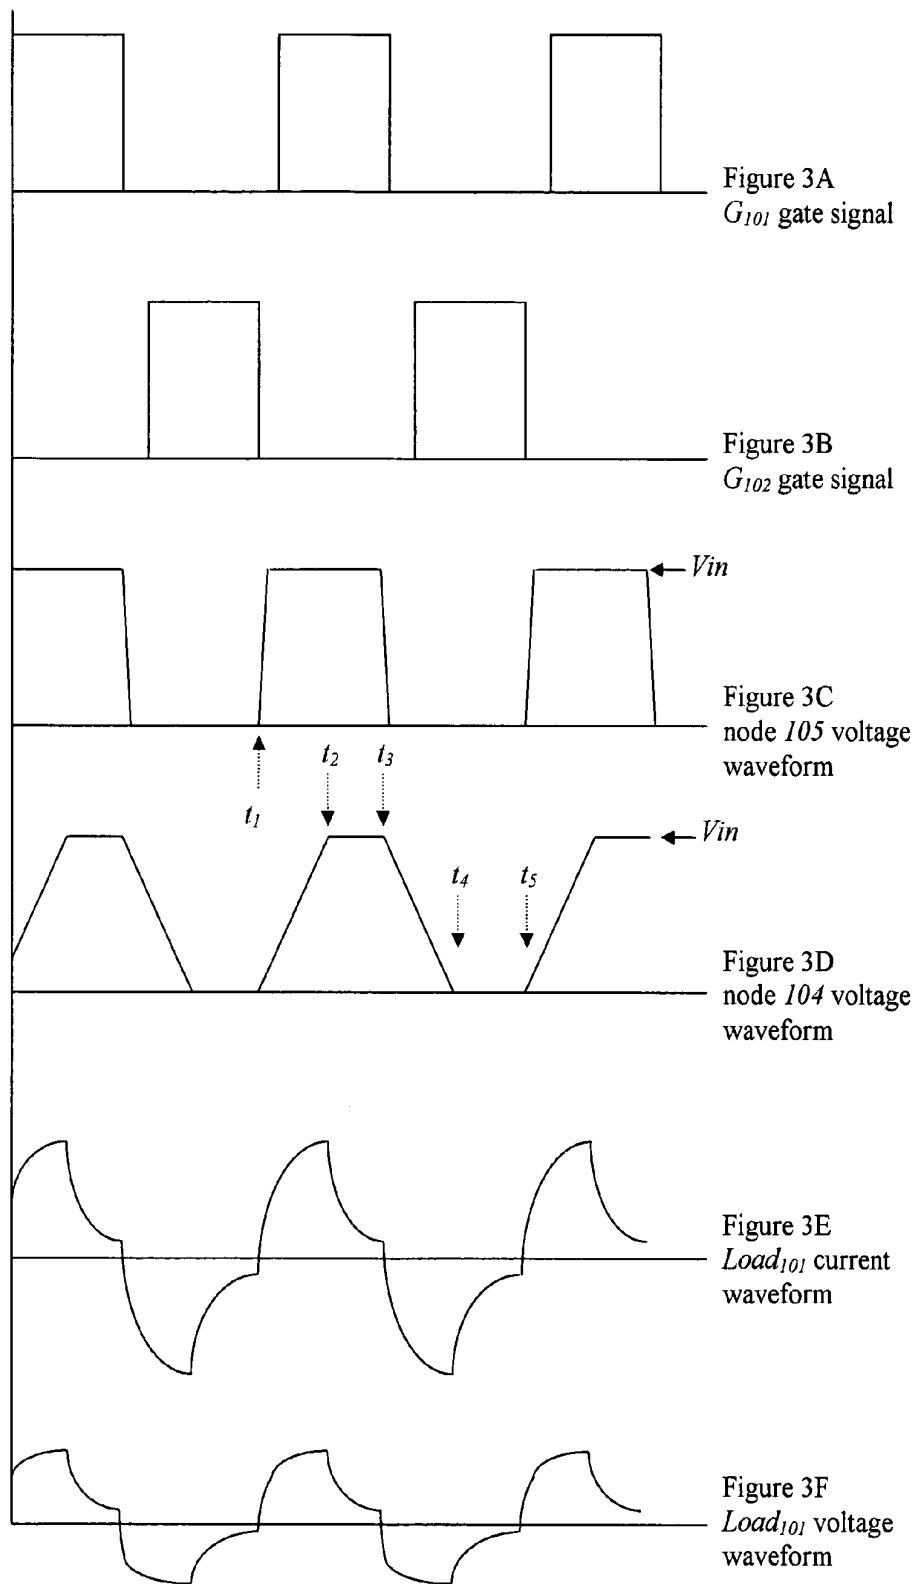 Figure 3A
G101 gate signal
Figure 3B
G102 gate signal
Vin
Figure 3C
node 105 voltage
waveform
t1
t2
t3
Vin
t4
t5
Figure 3D
node 104 voltage
waveform
Figure 3E
Load101 current
waveform
Figure 3F
Load101 voltage
waveform